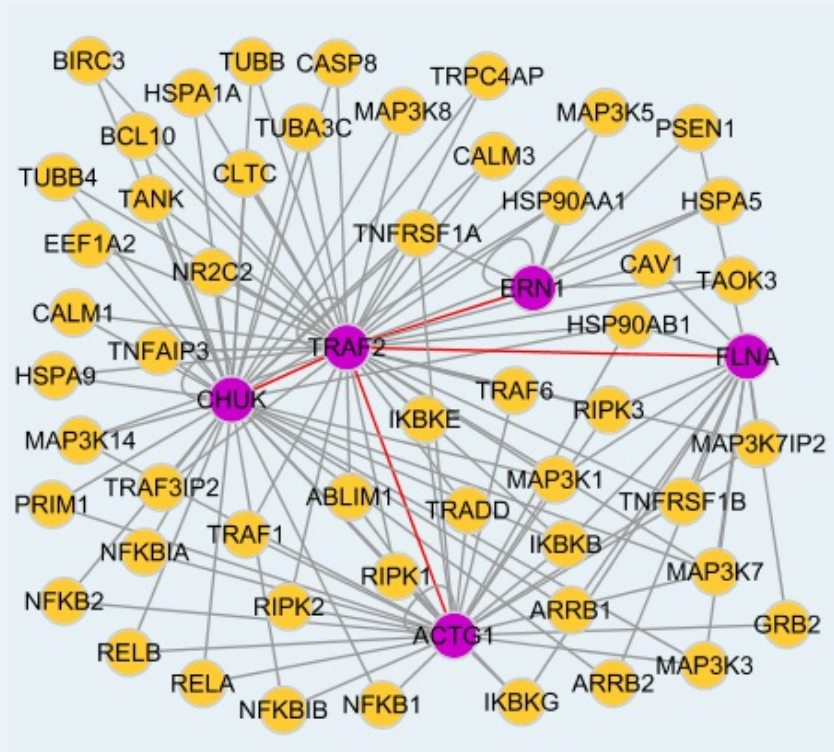 BIRC3
TUBB
CASP8
TRPC4AP
HSPA1A
MAP3K8
MAP3K5
PSEN1
BCL10
TUBA3C
CALM3
TUBB4
CLTC
TANK
HSP90AA1
HSPA5
EEF1A2
TNFRSF1A
NR2C2
CAV1
TAOK3
ERN1
CALM1
HSP90AB1
TNFAIP3
TRAF2
FLNA
HSPA9
CHUK
TRAF6
RIPK3
IKBKE
MAP3K14
MAP3K7IP2
MAP3K1
PRIM1
TRAF3IP2
ABLIM1
TRADD
TNFRSF1B
TRAF1
NFKBIA
IKBKB
RIPK1
MAP3K7
NFKB2
RIPK2
ARRB1
GRB2
ACTG1
RELB
MAP3K3
RELA
ARRB2
NFKBIB
NFKB1
IKBKG